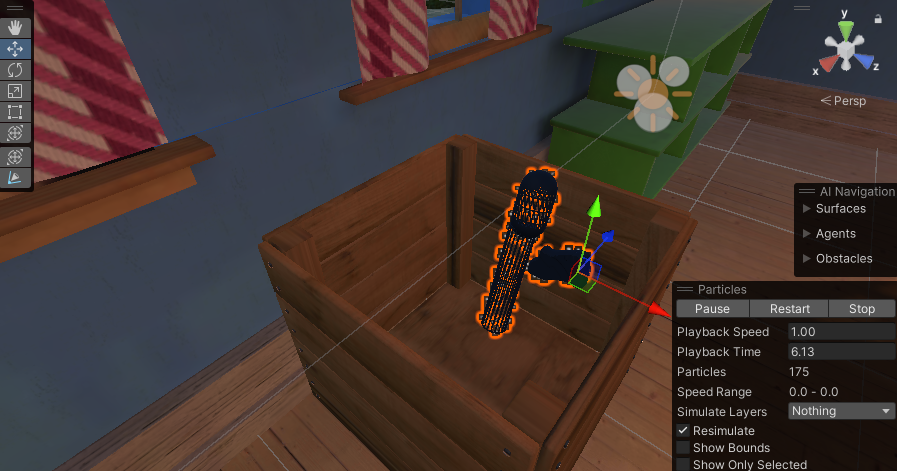 y
x
z
Persp
AI Navigation
Surfaces
Agents
Obstacles
Particles
Pause Restart Stop
Playback Speed 1.00
Playback Time 6.13
Particles 175
Speed Range 0.0 - 0.0
Simulate Layers Nothing
Resimulate
Show Bounds
Show Only Selected